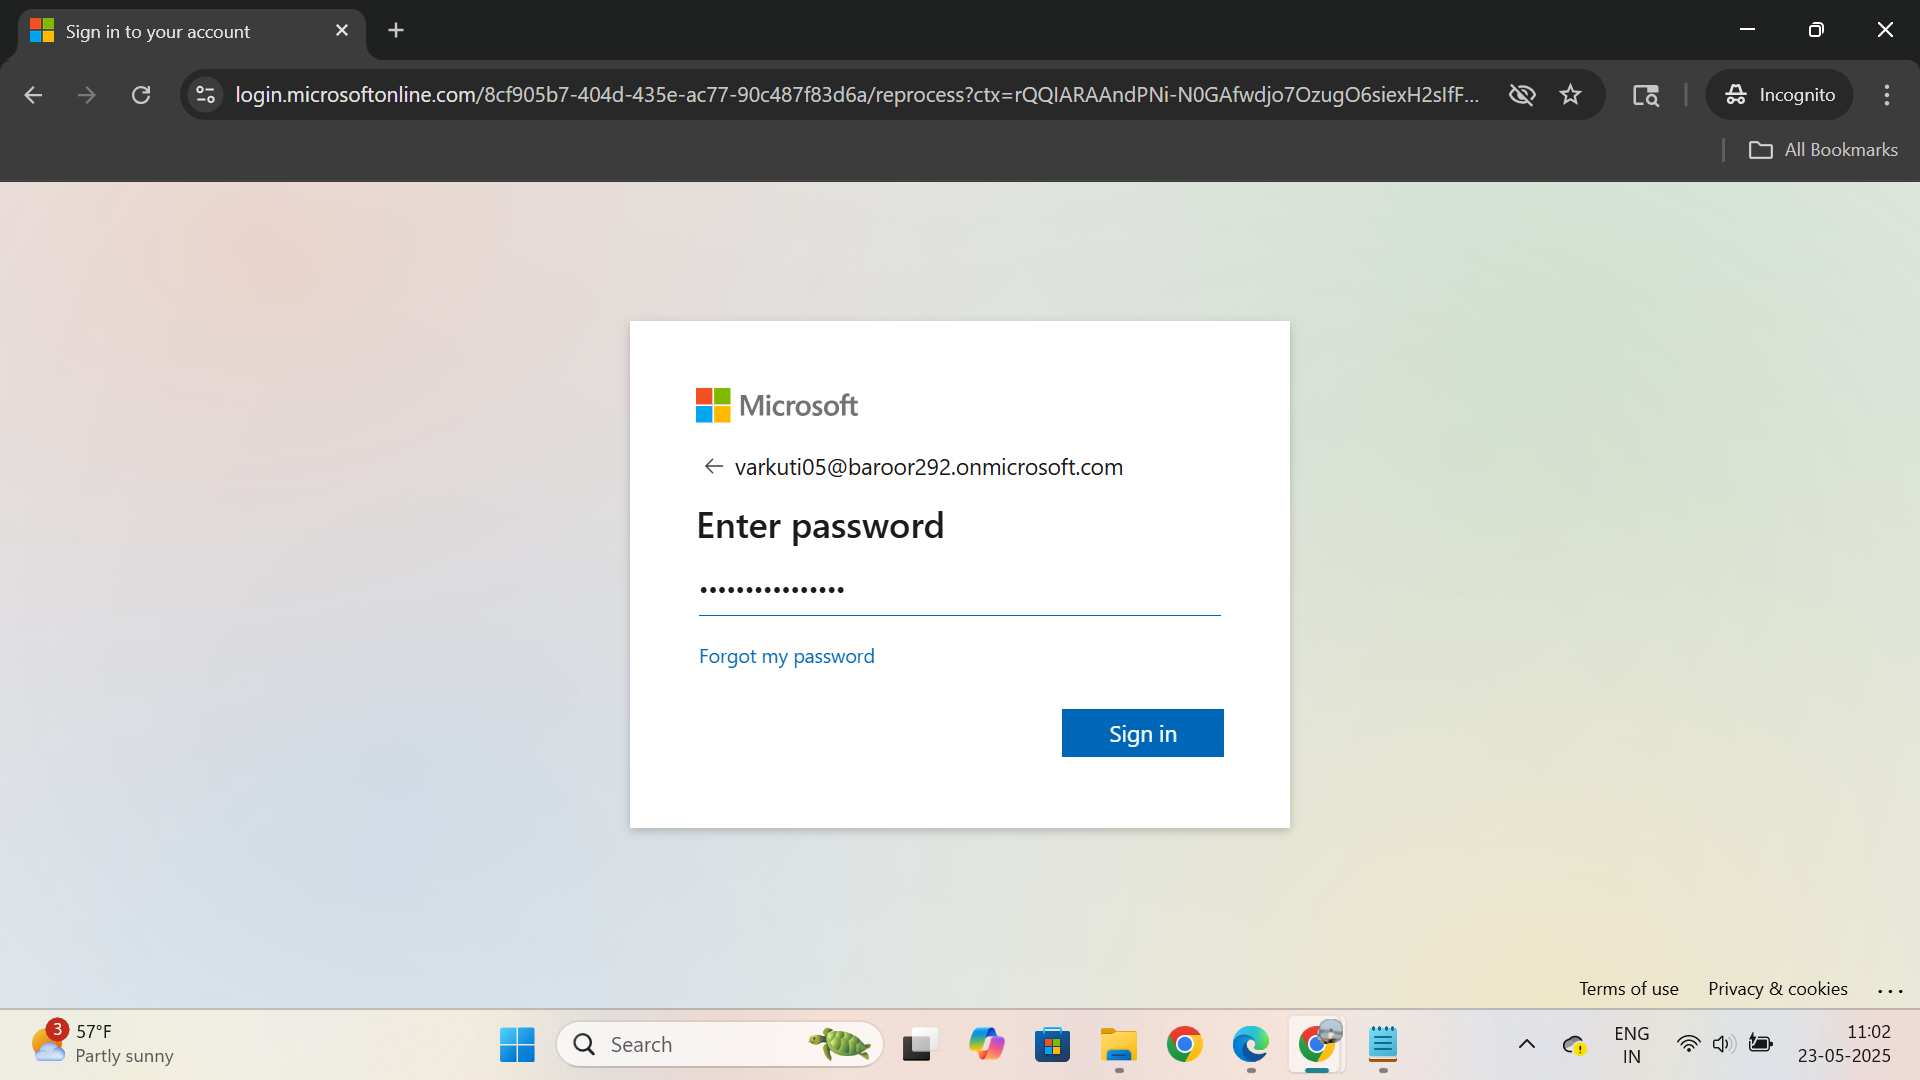 Sign in to your account
login.microsoftonline.com/8cf905b7-404d-435e-ac77-90c487f83d6a/reprocess?ctx=rQQIARAAndPNi-N0GAfwdjo7OzugO6siexH2sIfF...
Incognito
All Bookmarks
Microsoft
varkuti05@baroor292.onmicrosoft.com
Enter password
••••••••••••••••
Forgot my password
Sign in
Terms of use
Privacy & cookies
...
3
57°F
Partly sunny
Search
ENG
IN
11:02
23-05-2025